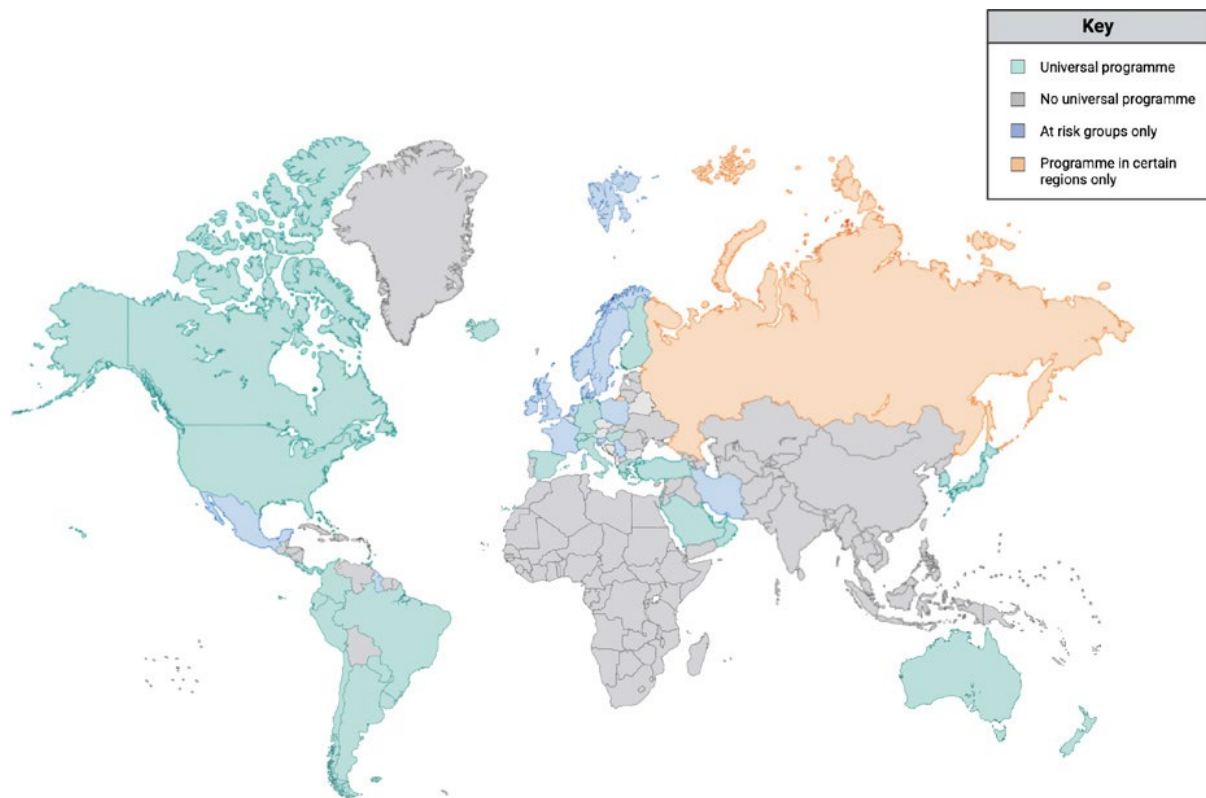 Key
Universal programme
No universal programme
At risk groups only
Programme in certain
regions only